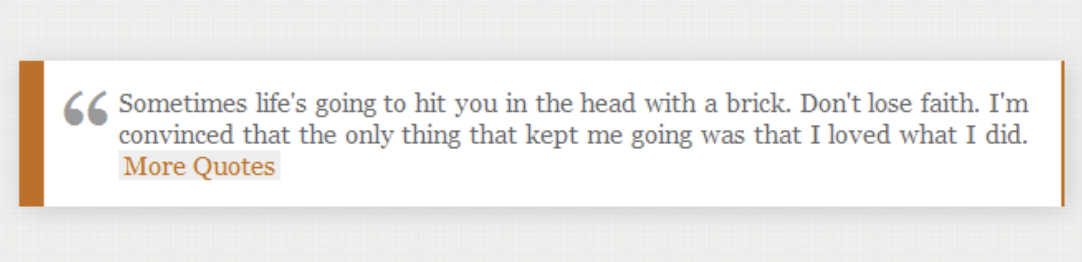 “Sometimes life's going to hit you in the head with a brick. Don't lose faith. I'm
convinced that the only thing that kept me going was that I loved what I did.
More Quotes